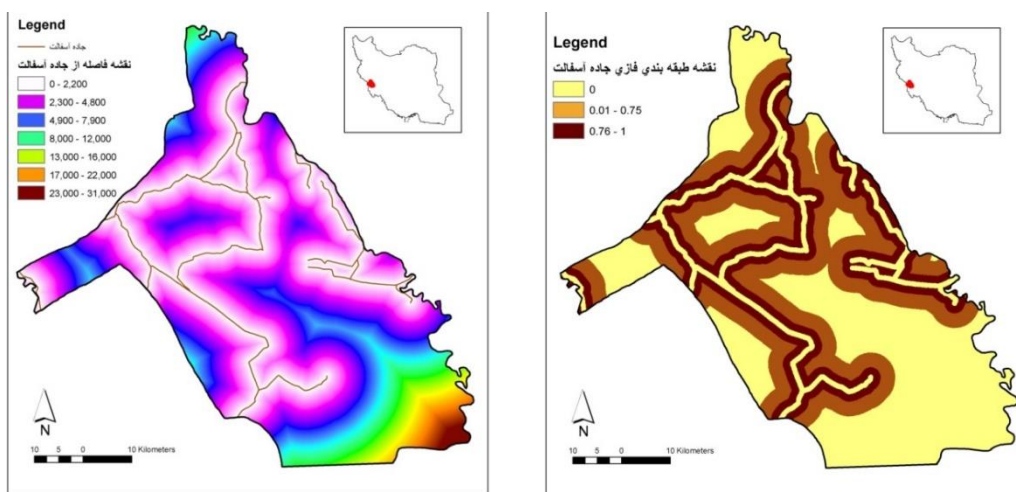 Legend
جاده آسفالت
نقشه فاصله از جاده آسفالت
0 - 2,200
2,300 - 4,800
4,900 - 7,900
8,000 - 12,000
13,000 - 16,000
17,000 - 22,000
23,000 - 31,000
N
10 5 0 10 Kilometers
Legend
نقشه طبقه بندي فازي جاده آسفالت
0
0.01 - 0.75
0.76 - 1
N
10 5 0 10 Kilometers